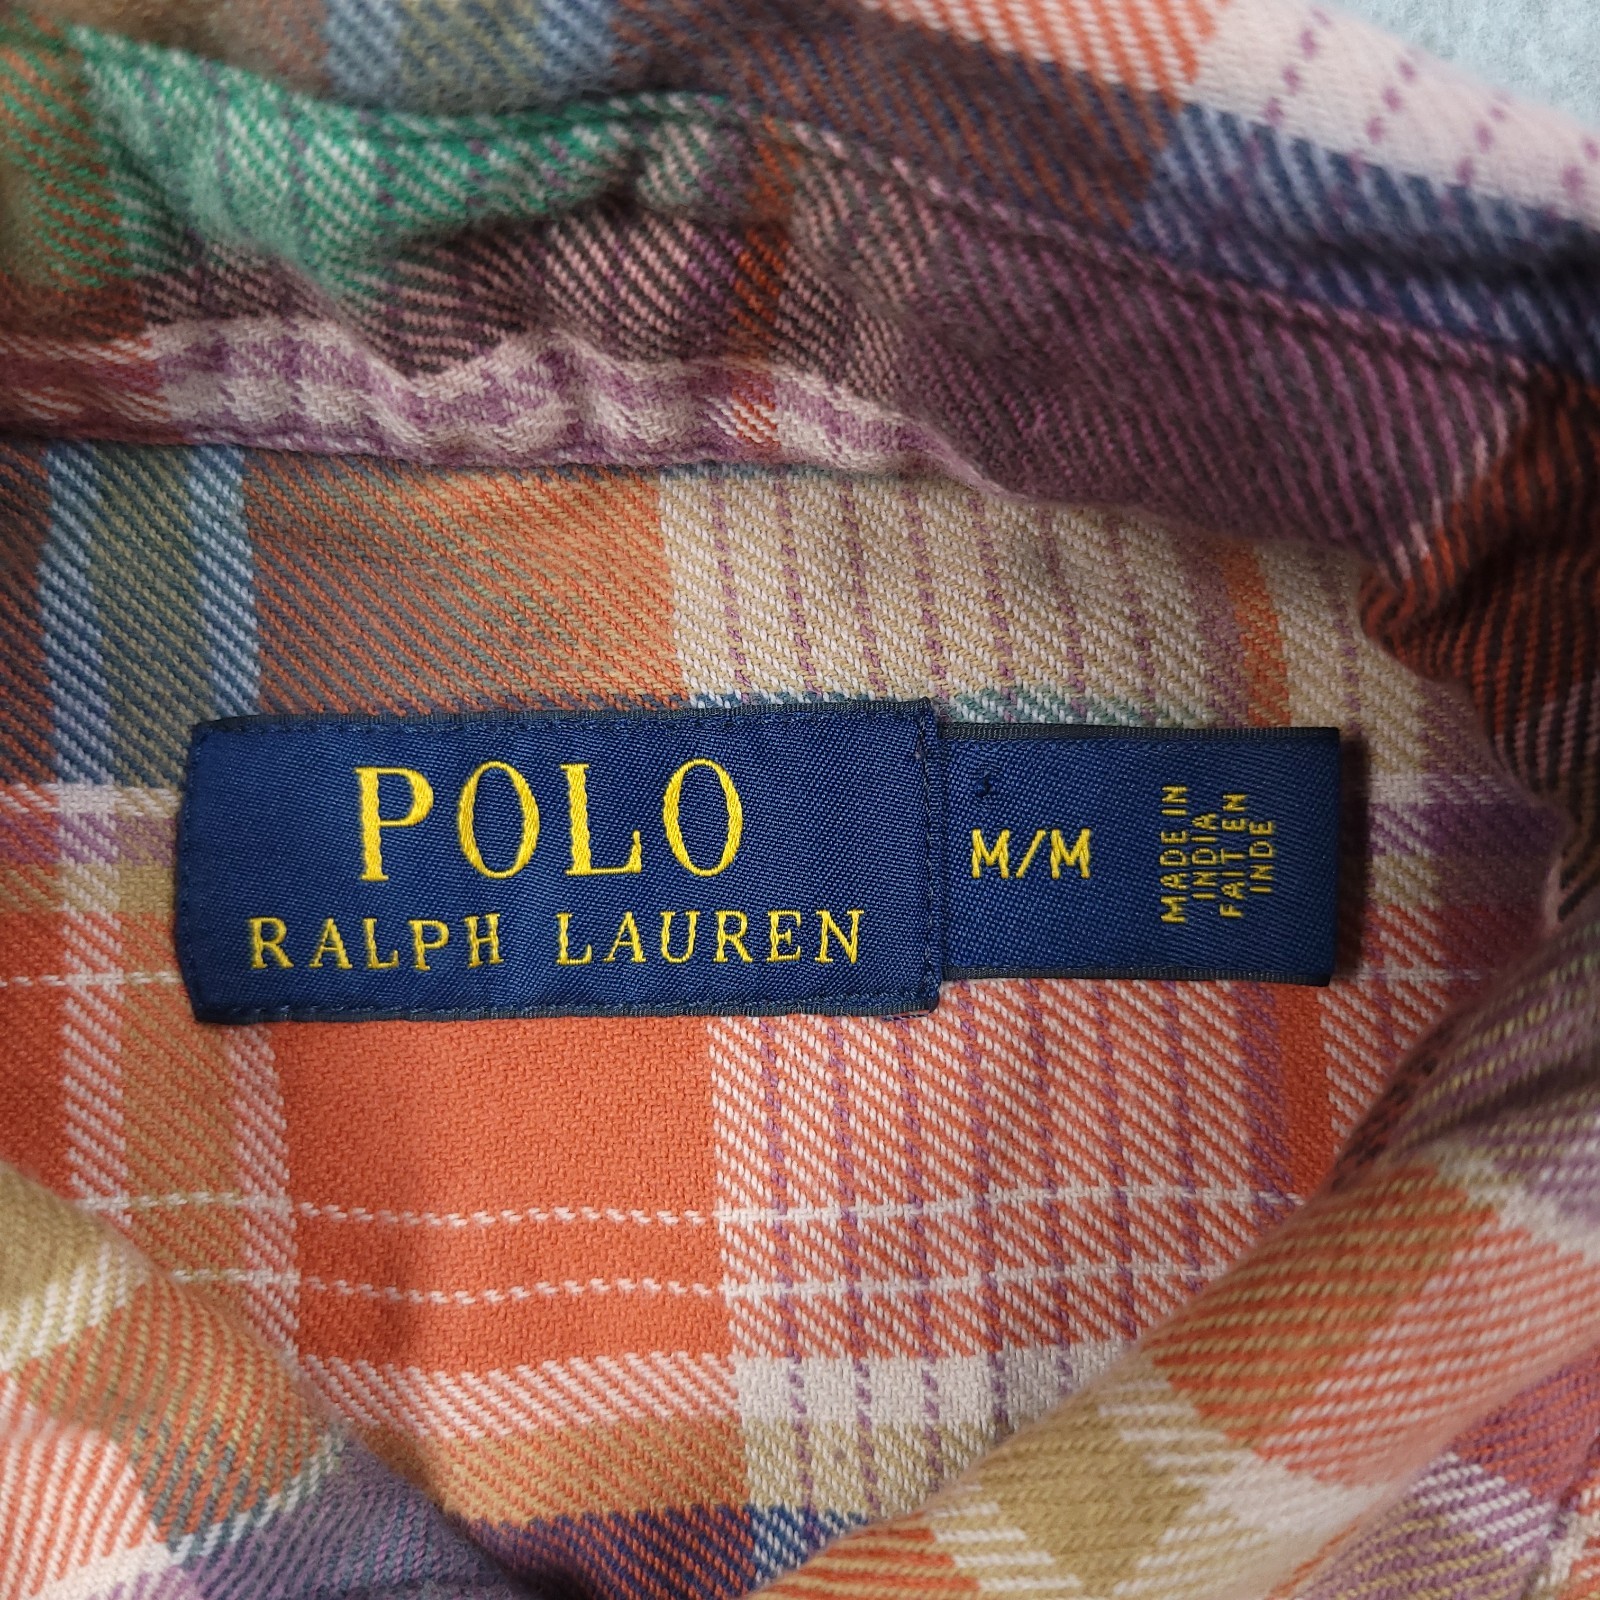 POLO
RALPH LAUREN
M/M
MADE IN
INDIA
FAIT EN
INDE